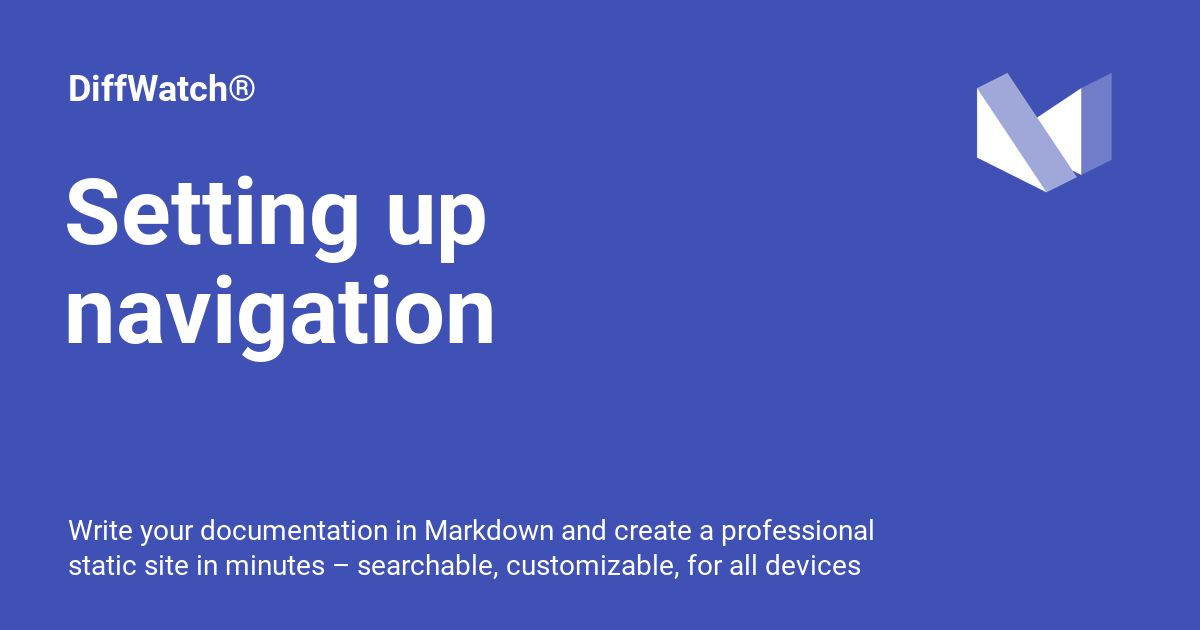 DiffWatch®
Setting up
navigation
Write your documentation in Markdown and create a professional
static site in minutes – searchable, customizable, for all devices